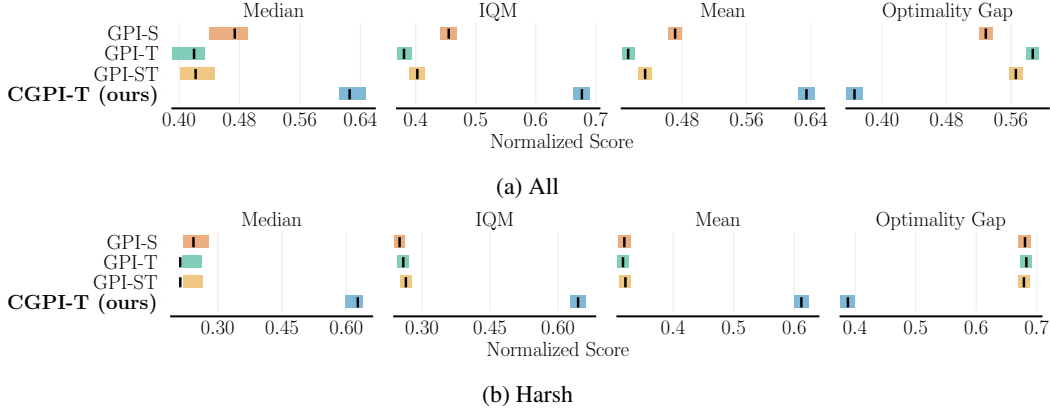 Median IQM Mean Optimality Gap
GPI-S
GPI-T
GPI-ST
CGPI-T (ours)
0.40 0.48 0.56 0.64 0.4 0.5 0.6 0.7 0.48 0.56 0.64 0.40 0.48 0.56
Normalized Score
(a) All
Median IQM Mean Optimality Gap
GPI-S
GPI-T
GPI-ST
CGPI-T (ours)
0.30 0.45 0.60 0.30 0.45 0.60 0.4 0.5 0.6 0.4 0.5 0.6 0.7
Normalized Score
(b) Harsh